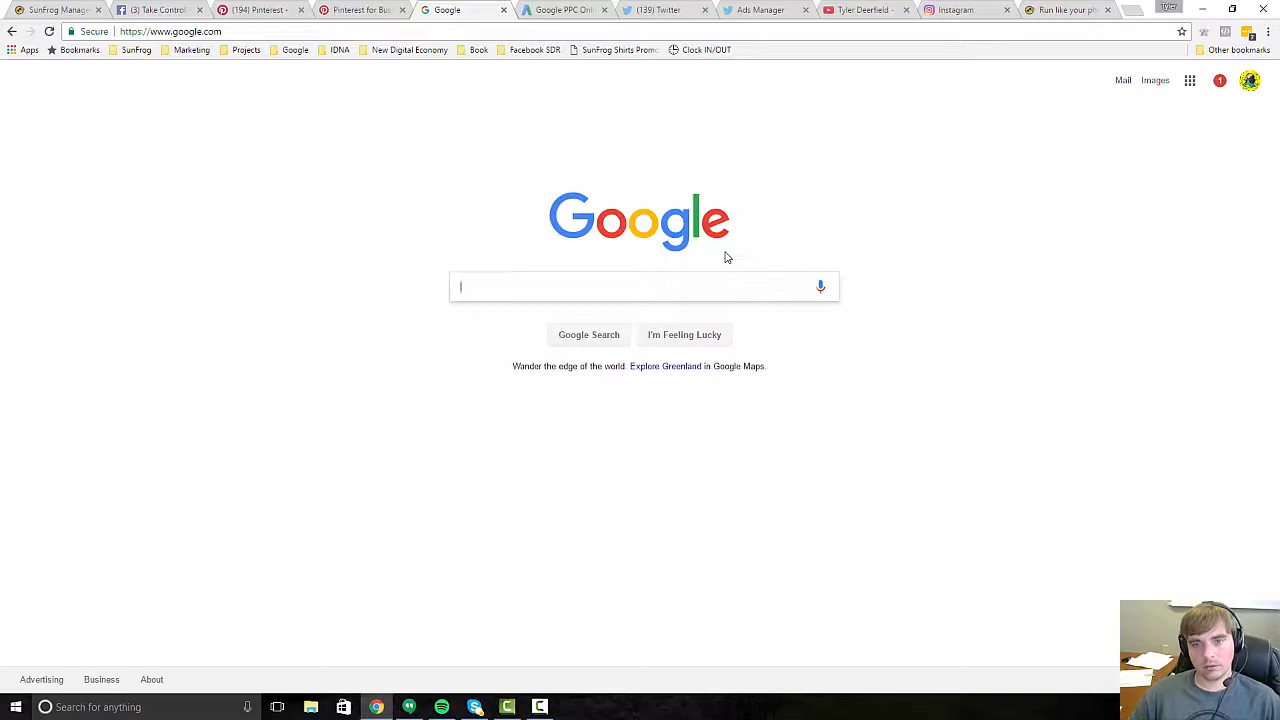 SunFrog Manage
(3) Take Control
(194) Pinterest -
Pinterest for Bus
Google
Google PPC Onl
(139) Twitter
Ads Manager
Tyler Deerfield -
Instagram
Run like your ph
Tyler
Secure
https://www.google.com
Apps
Bookmarks
SunFrog
Marketing
Projects
Google
IDNA
New Digital Economy
Book
SunFrog Shirts Promo
Clock IN/OUT
Other bookmarks
Mail
Images
1
Google
Google Search
I'm Feeling Lucky
Wander the edge of the world. Explore Greenland in Google Maps.
Advertising
Business
About
Search for anything